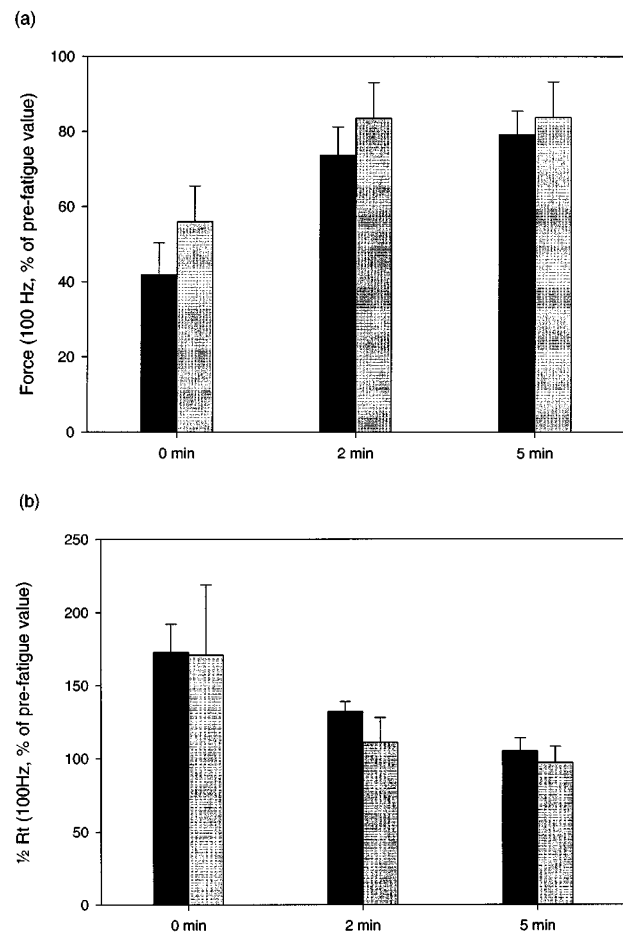 (a)
Force (100 Hz, % of pre-fatigue value)
100
80
60
40
20
0
0 min 2 min 5 min
(b)
½ Rt (100Hz, % of pre-fatigue value)
250
200
150
100
50
0
0 min 2 min 5 min